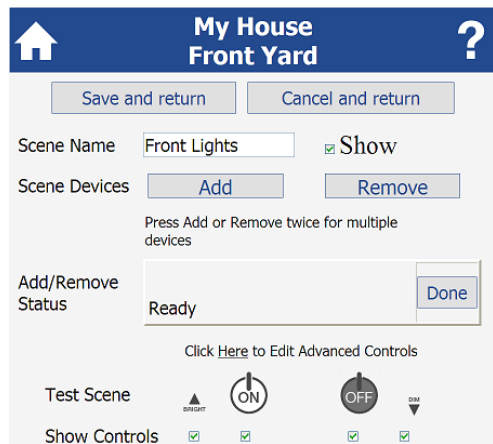 My House
Front Yard
?
Save and return Cancel and return
Scene Name Front Lights Show
Scene Devices Add Remove
Press Add or Remove twice for multiple
devices
Add/Remove
Status
Ready
Done
Click Here to Edit Advanced Controls
Test Scene BRIGHT ON OFF DIM
Show Controls